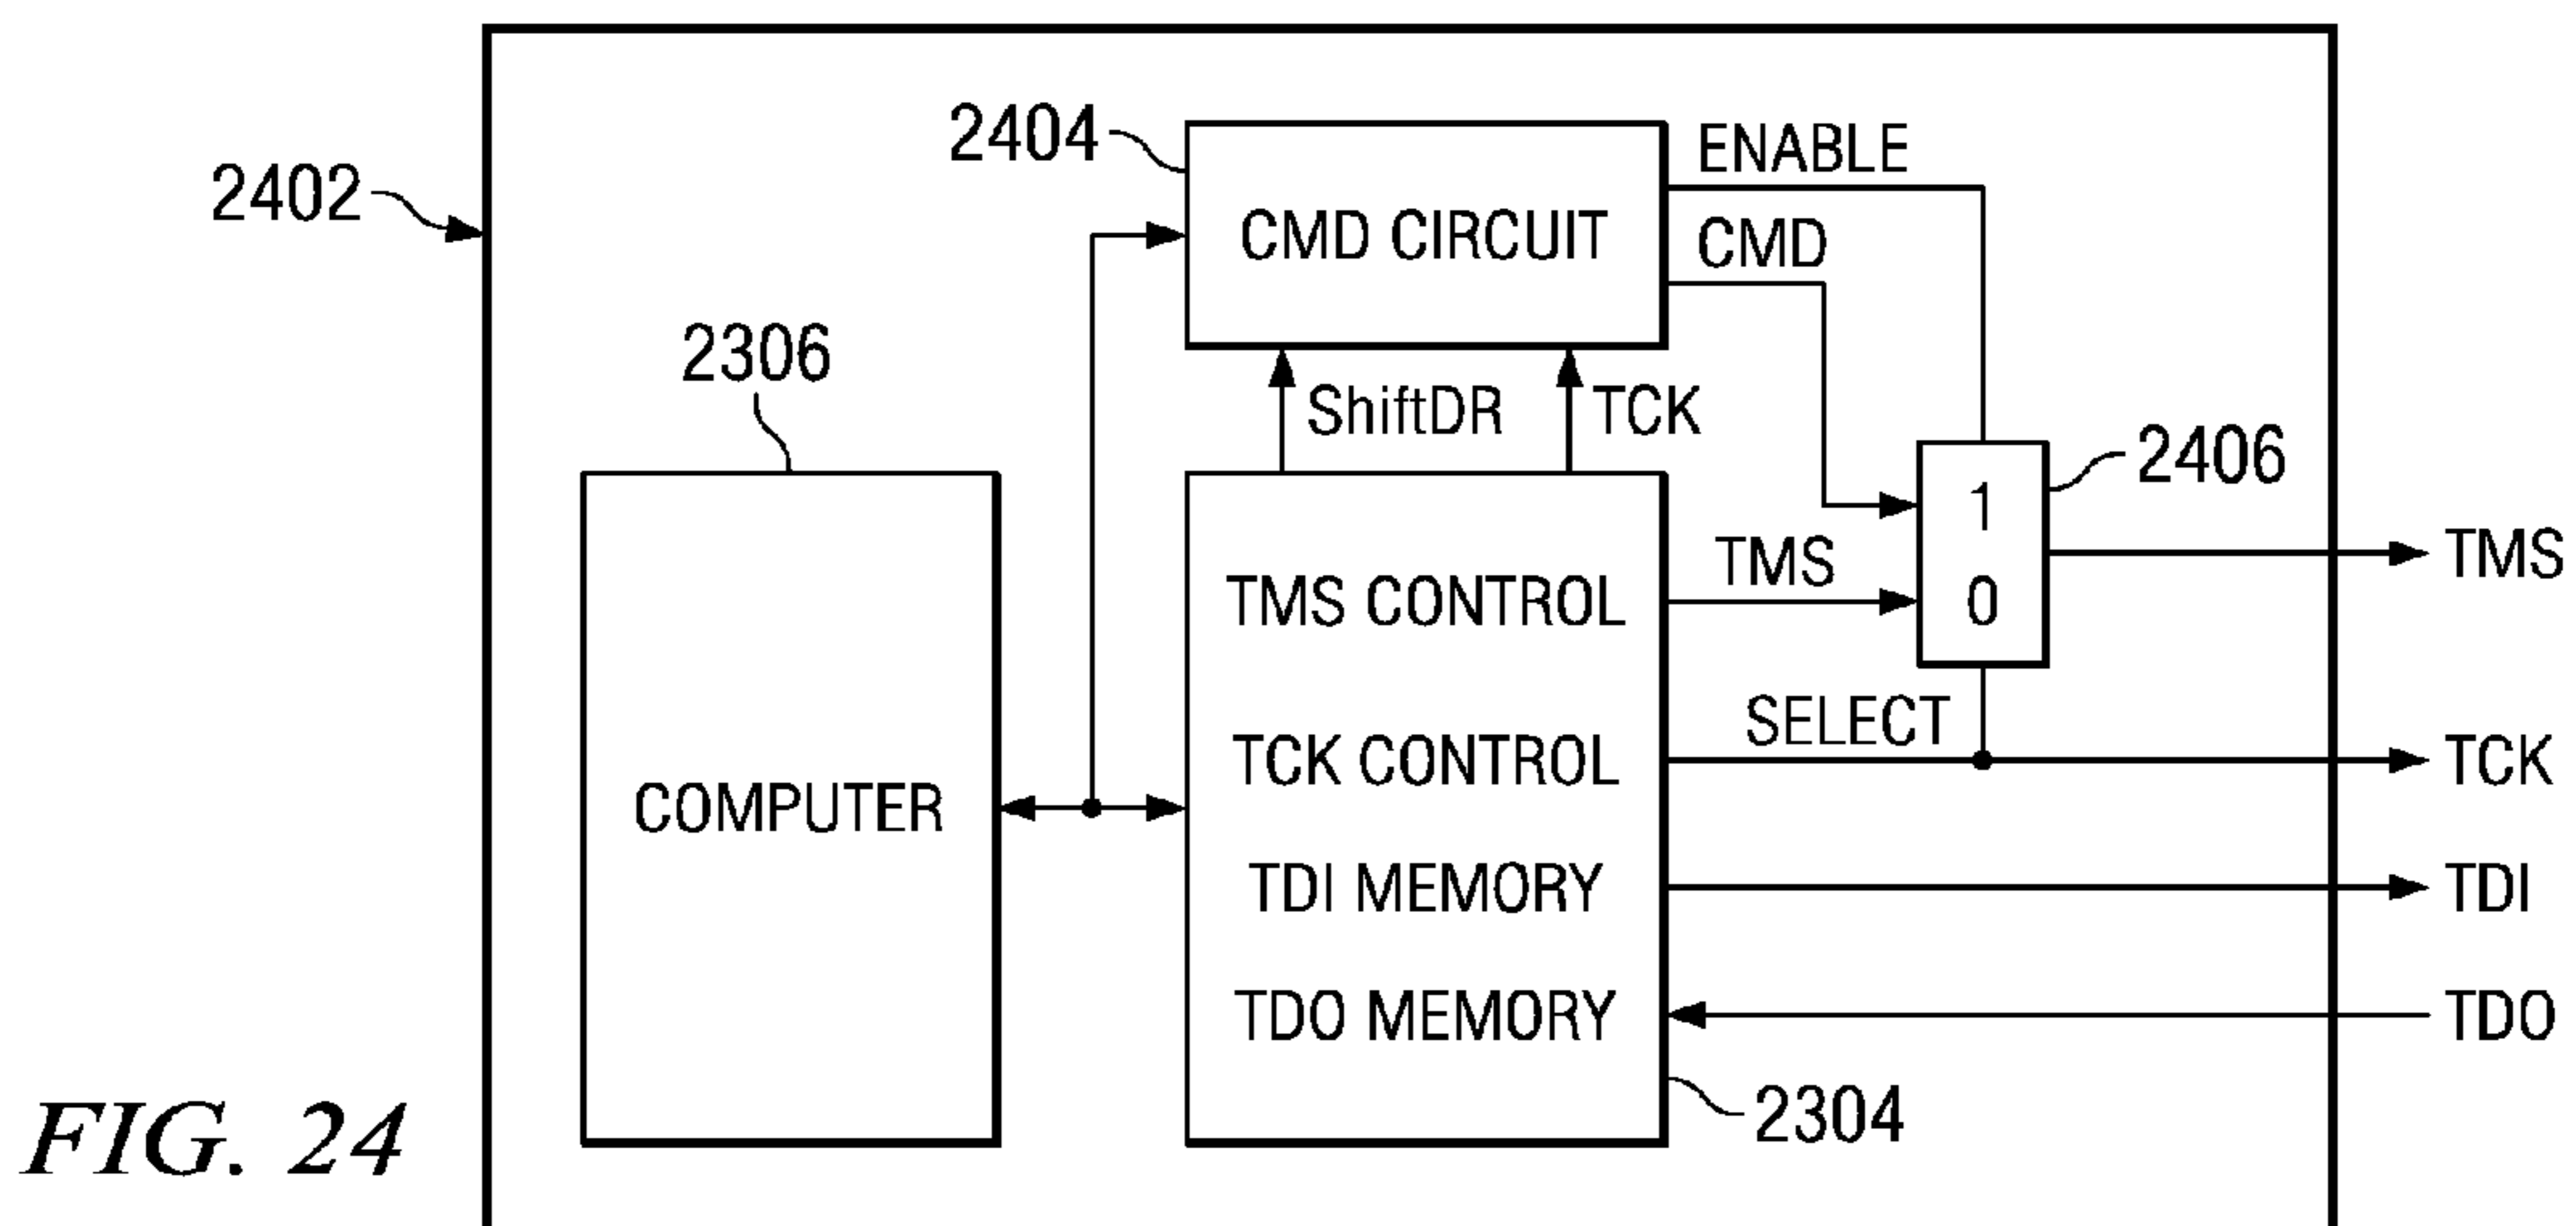 2402
2404
CMD CIRCUIT
ENABLE
CMD
2306
ShiftDR
TCK
COMPUTER
TMS CONTROL
TCK CONTROL
TDI MEMORY
TDO MEMORY
TMS
SELECT
1
0
2406
TMS
TCK
TDI
TDO
2304
FIG. 24